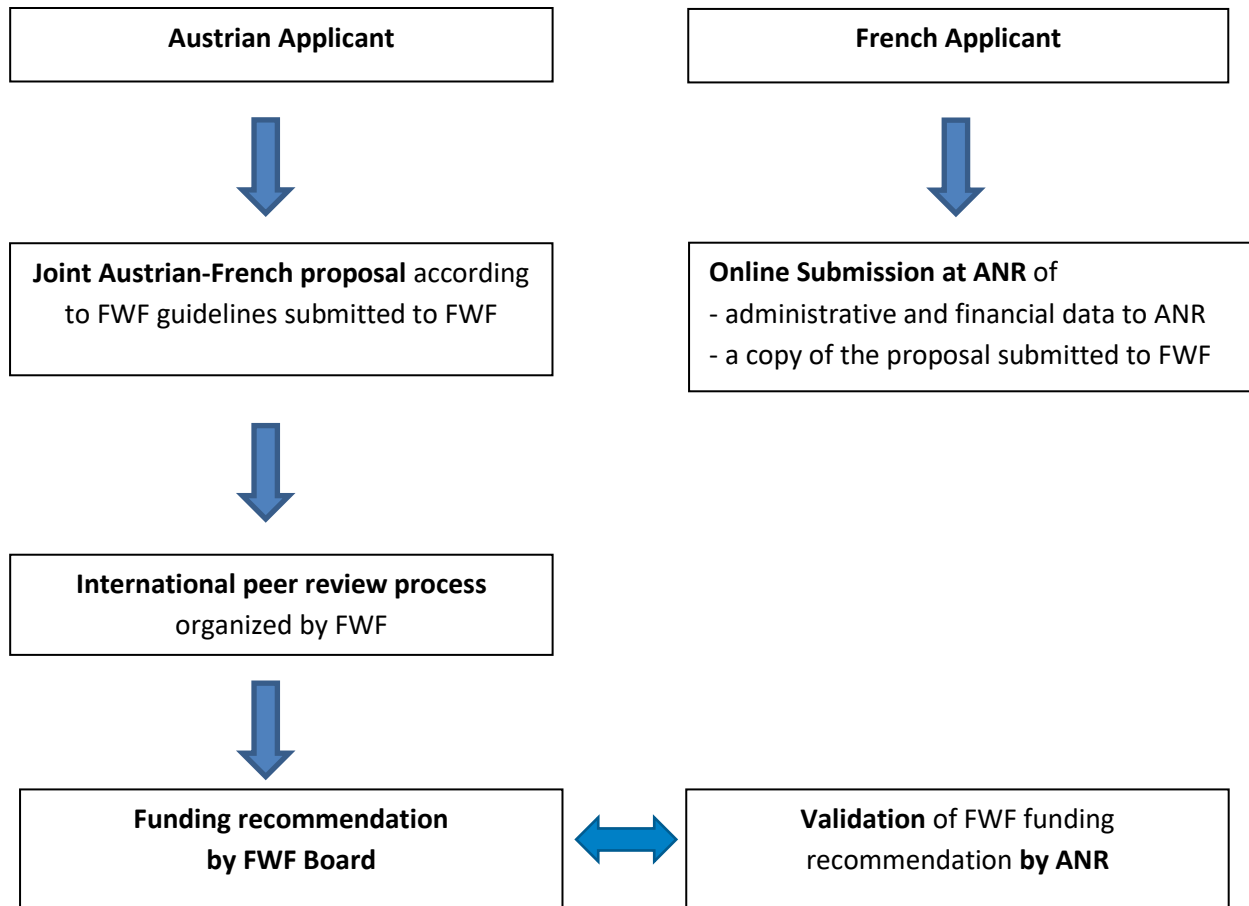 Austrian Applicant
French Applicant
Joint Austrian-French proposal according
to FWF guidelines submitted to FWF
Online Submission at ANR of
- administrative and financial data to ANR
- a copy of the proposal submitted to FWF
International peer review process
organized by FWF
Funding recommendation
by FWF Board
Validation of FWF funding
recommendation by ANR